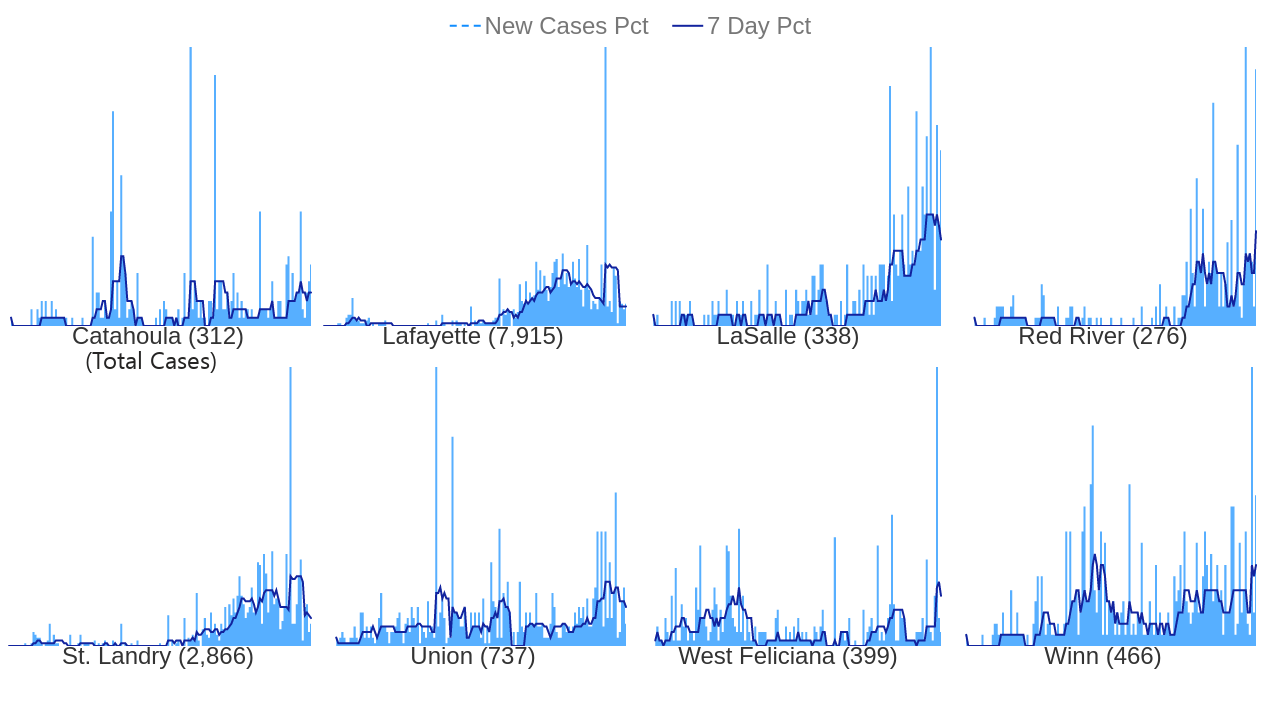 New Cases Pct 7 Day Pct
Catahoula (312) Lafayette (7,915) LaSalle (338) Red River (276)
(Total Cases)
St. Landry (2,866) Union (737) West Feliciana (399) Winn (466)